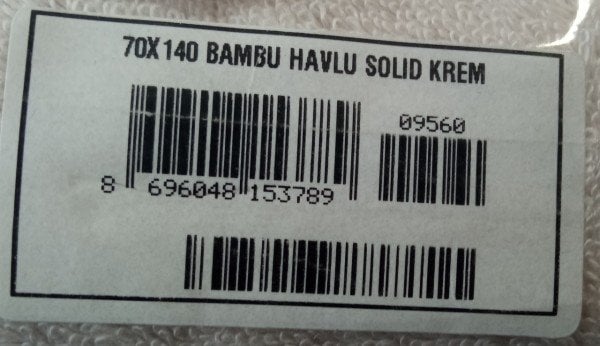 70X140 BAMBU HAVLU SOLID KREM
09560
8 696048 153789